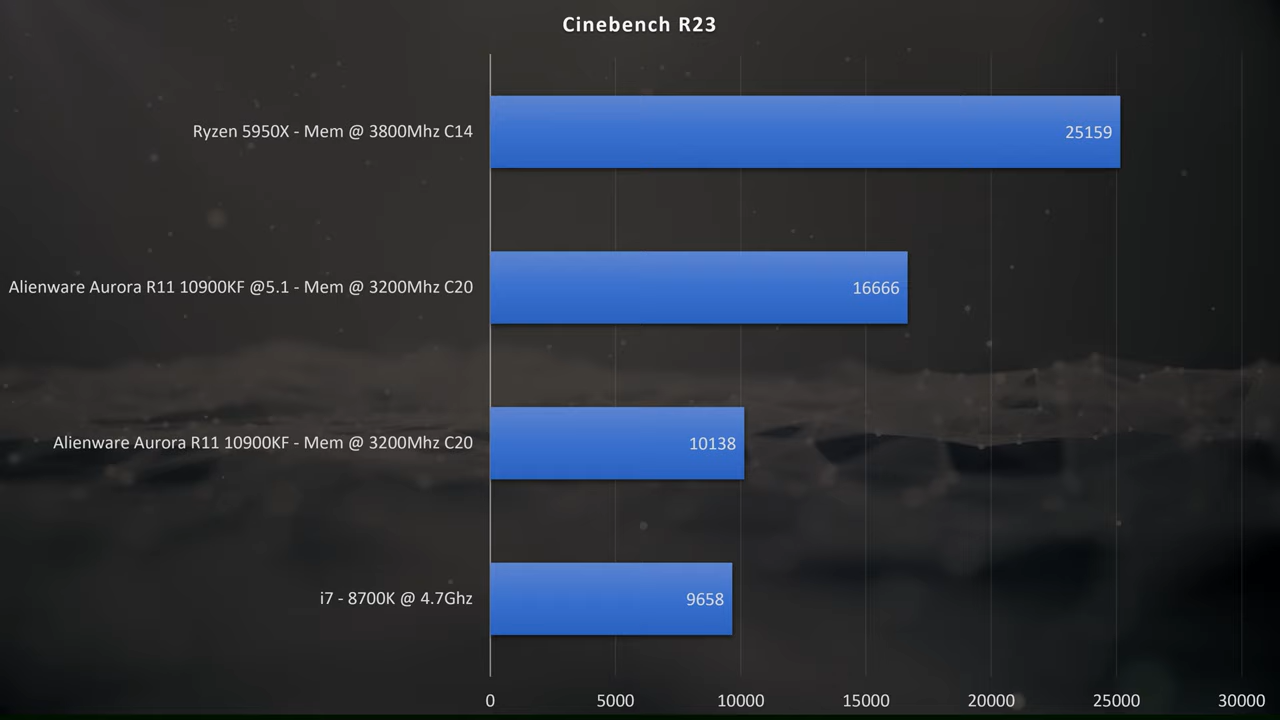 Cinebench R23
Ryzen 5950X - Mem @ 3800Mhz C14
25159
Alienware Aurora R11 10900KF @5.1 - Mem @ 3200Mhz C20
16666
Alienware Aurora R11 10900KF - Mem @ 3200Mhz C20
10138
i7 - 8700K @ 4.7Ghz
9658
0 5000 10000 15000 20000 25000 30000